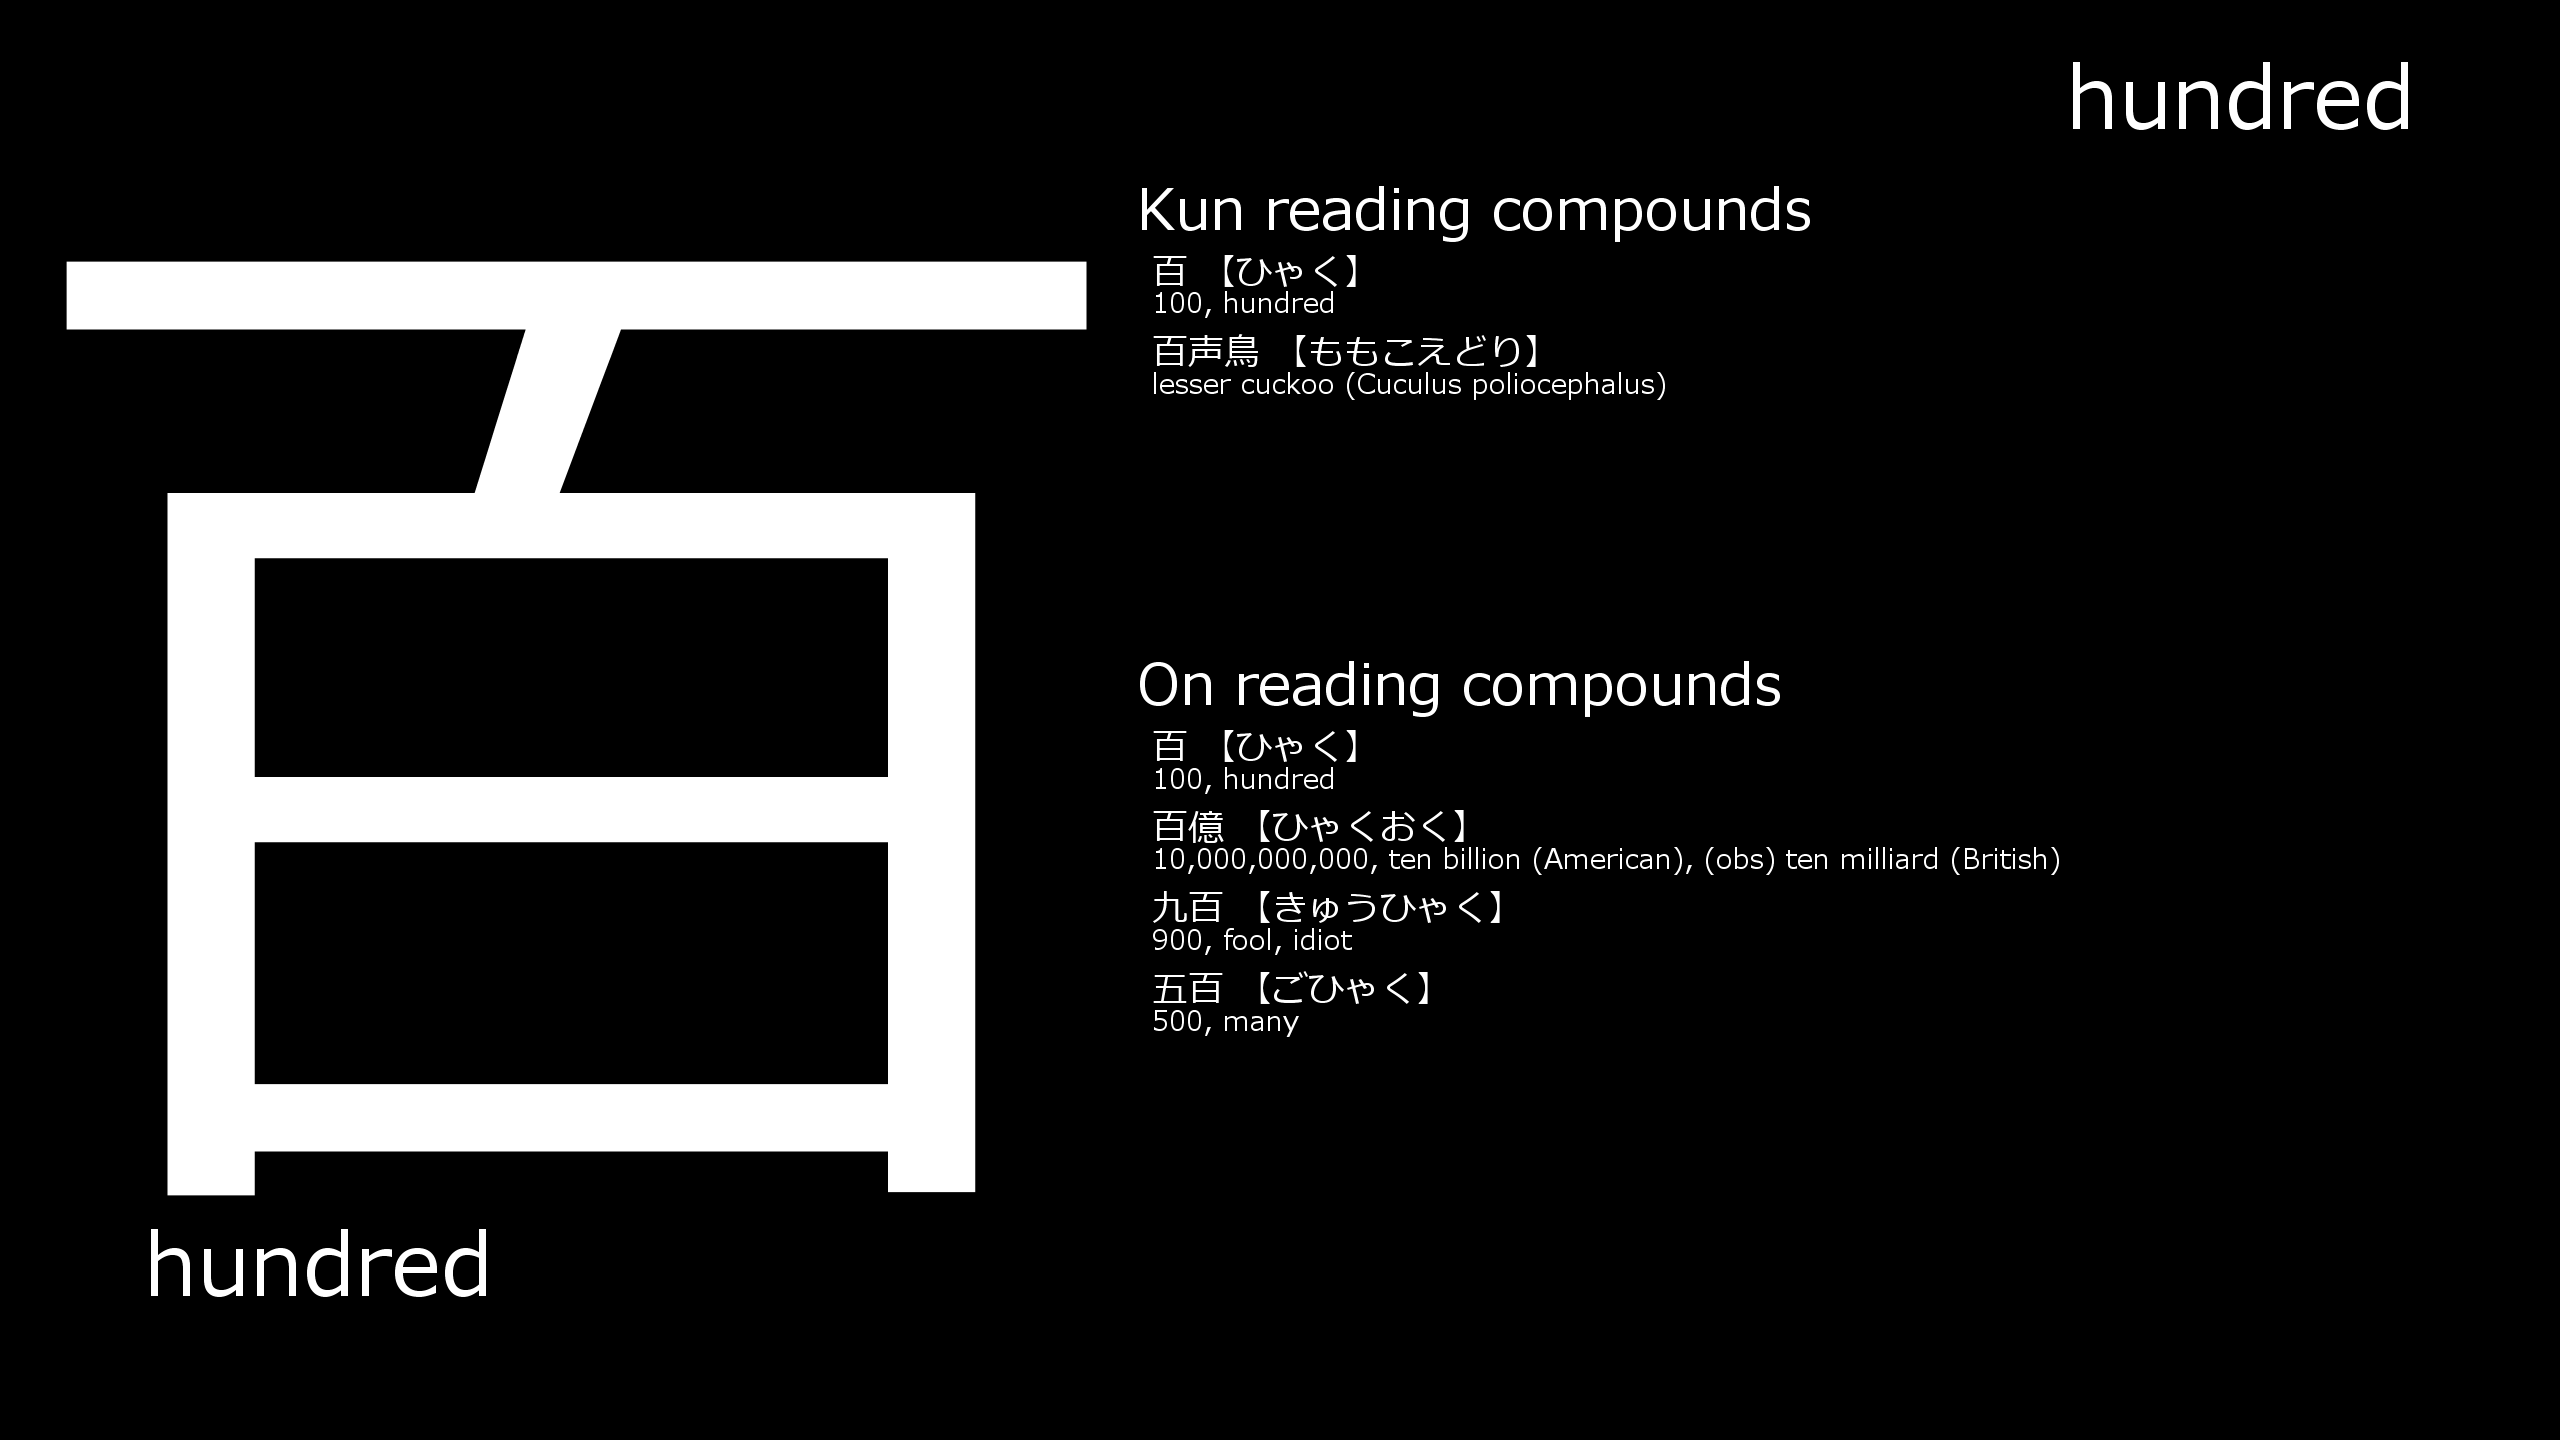 hundred
百
hundred
Kun reading compounds
百 【ひゃく】
100, hundred
百声鳥 【ももこえどり】
lesser cuckoo (Cuculus poliocephalus)
On reading compounds
百 【ひゃく】
100, hundred
百億 【ひゃくおく】
10,000,000,000, ten billion (American), (obs) ten milliard (British)
九百 【きゅうひゃく】
900, fool, idiot
五百 【ごひゃく】
500, many